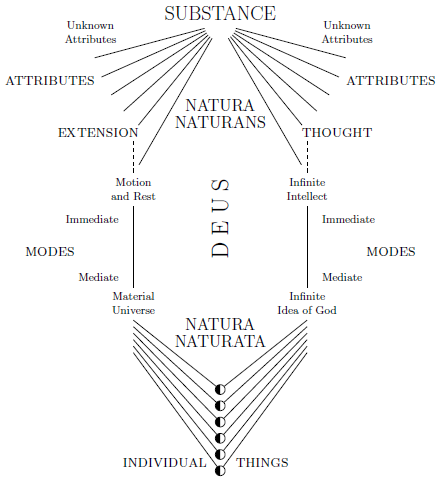 SUBSTANCE
Unknown
Attributes
Unknown
Attributes
ATTRIBUTES
ATTRIBUTES
NATURA
NATURANS
EXTENSION
THOUGHT
Motion
and Rest
Infinite
Intellect
DEUS
Immediate
Immediate
MODES
MODES
Mediate
Mediate
Material
Universe
Infinite
Idea of God
NATURA
NATURATA
INDIVIDUAL THINGS